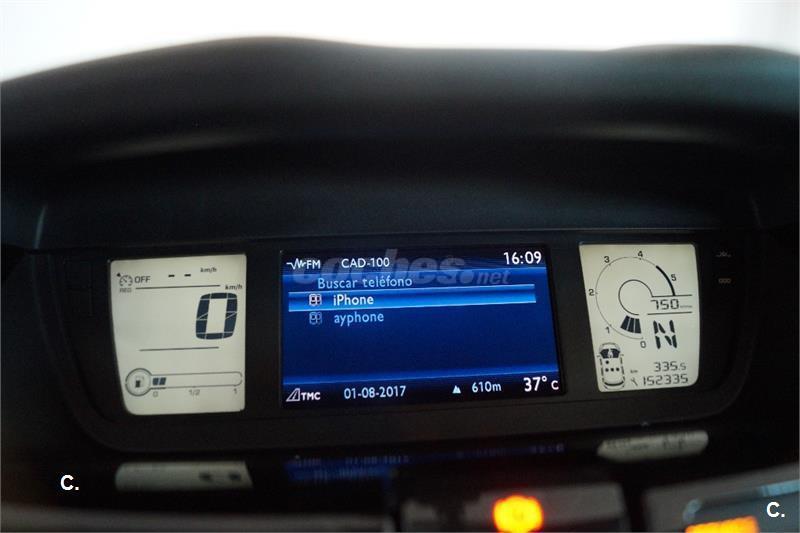 OFF
-- km/h
REG
km/h
0
0 1/2 1
FM CAD-100 16:09
Buscar teléfono
iPhone
ayphone
TMC 01-08-2017 610m 37°C
coches.net
5
4
3
2
1
0
750
N
335.5
km 152335
C.
C.